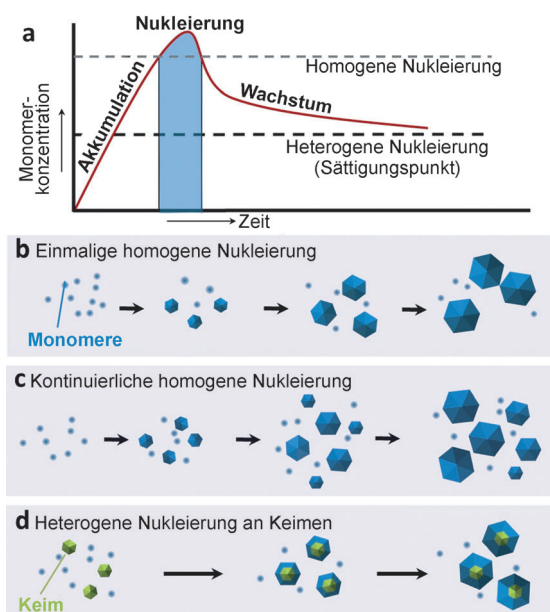 a
Nukleierung
Homogene Nukleierung
Akkumulation
Wachstum
Monomer-
konzentration
Heterogene Nukleierung
(Sättigungspunkt)
Zeit
b Einmalige homogene Nukleierung
Monomere
c Kontinuierliche homogene Nukleierung
d Heterogene Nukleierung an Keimen
Keim